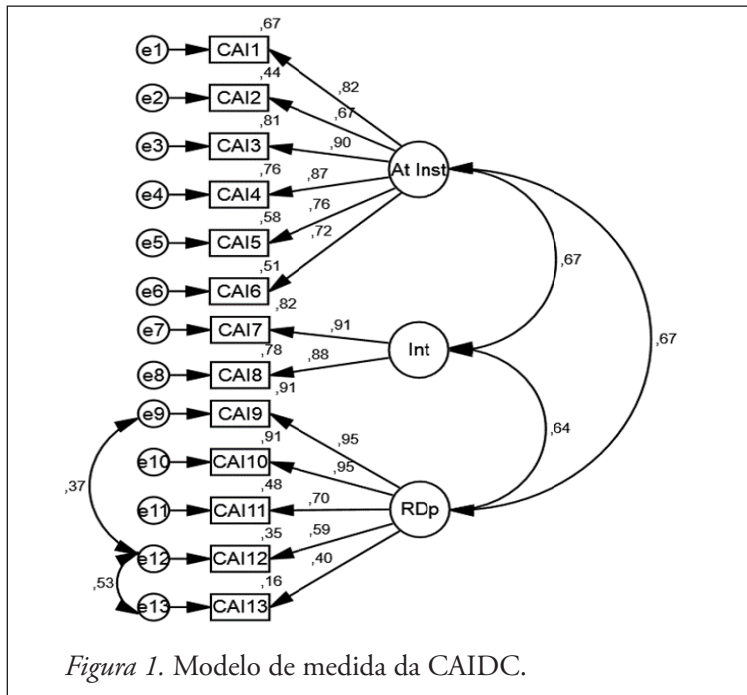 ,67
e1 CAI1
,44 ,82
e2 CAI2
,81 ,67
e3 CAI3 ,90
At Inst
,76 ,87
e4 CAI4
,58 ,76
e5 CAI5 ,72
,51
e6 CAI6 ,67
,82
e7 CAI7 ,91
Int ,67
,78 ,88
e8 CAI8
,91
e9 CAI9 ,64
,91 ,95
e10 CAI10
,37 ,48 ,95
e11 CAI11 ,70 RDp
,35 ,59
e12 CAI12
,53 ,16 ,40
e13 CAI13
Figura 1. Modelo de medida da CAIDC.